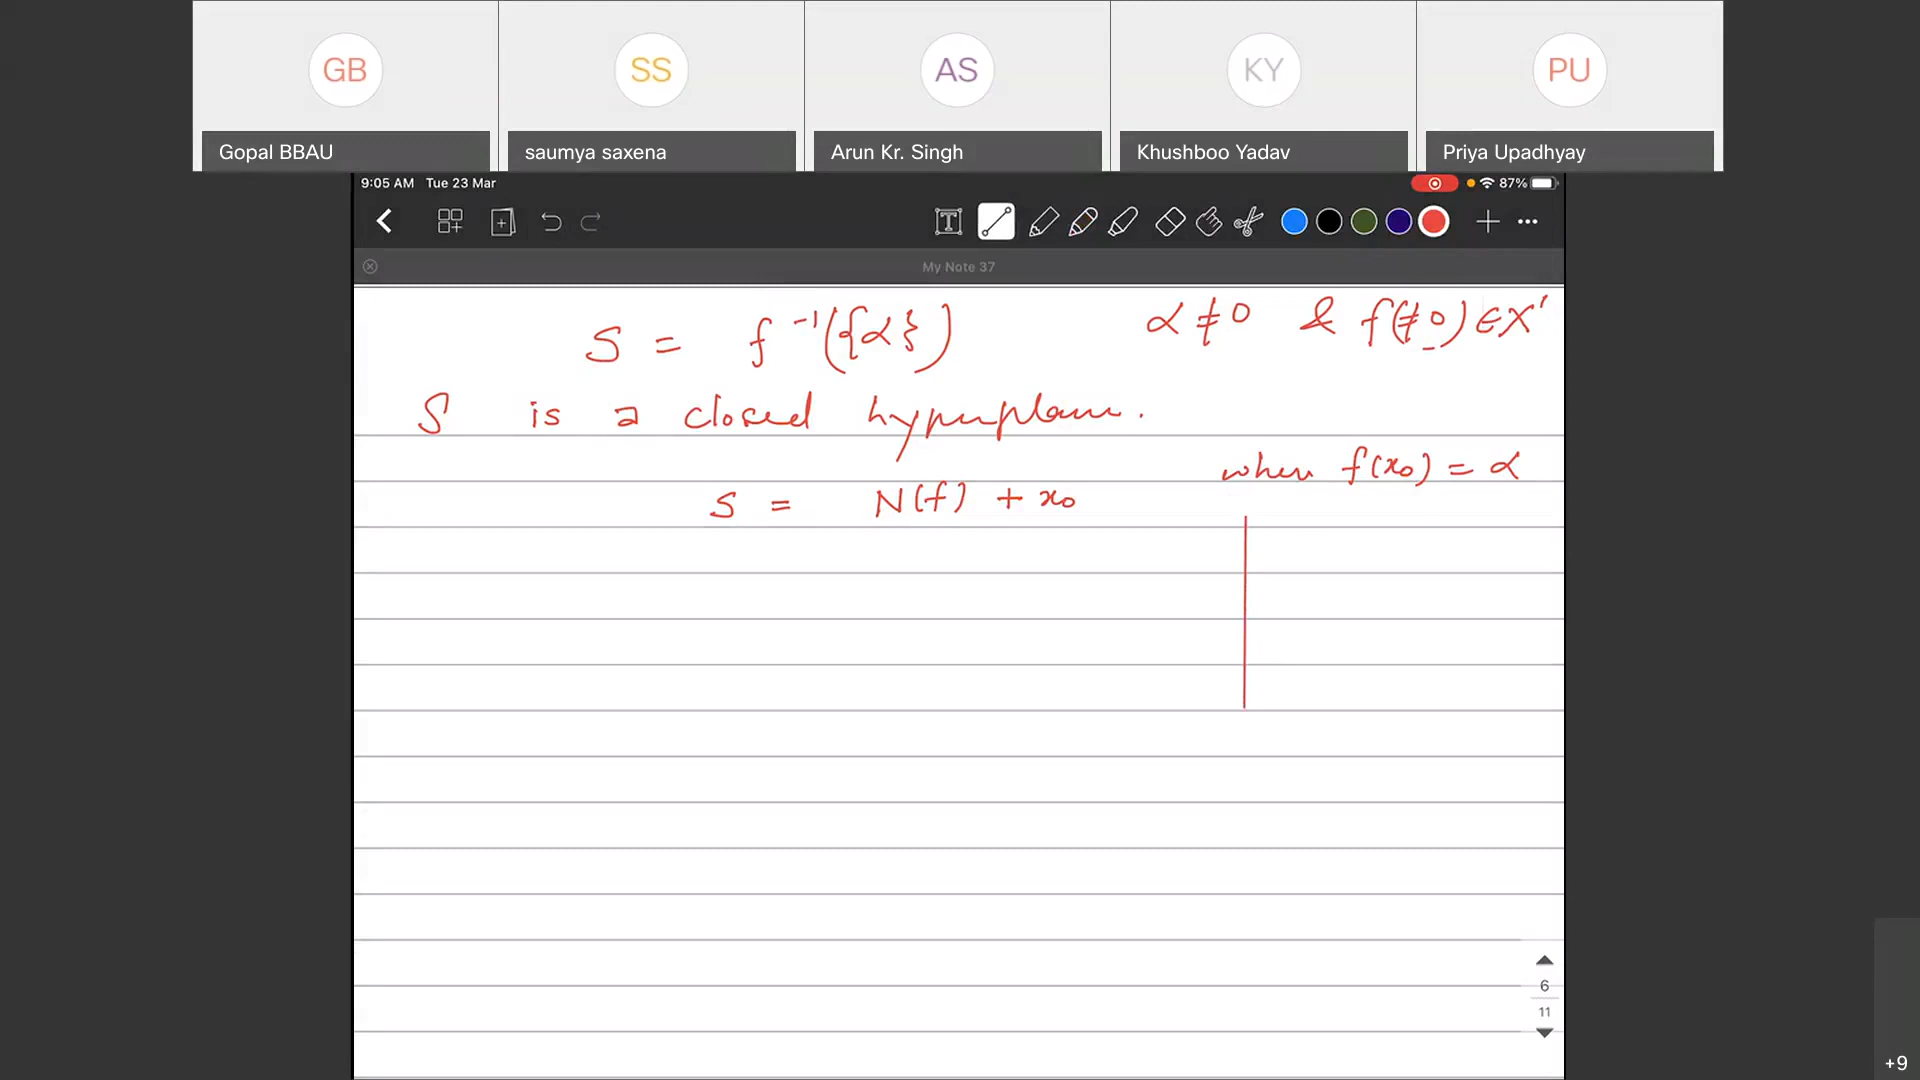 GB SS AS KY PU
Gopal BBAU saumya saxena Arun Kr. Singh Khushboo Yadav Priya Upadhyay
9:05 AM Tue 23 Mar 87%
T
My Note 37
S = f⁻¹({α}) α ≠ 0 & f(≠0) ∈ X'
S is a closed hyperplane.
where f(x₀) = α
S = N(f) + x₀
6
11
+9